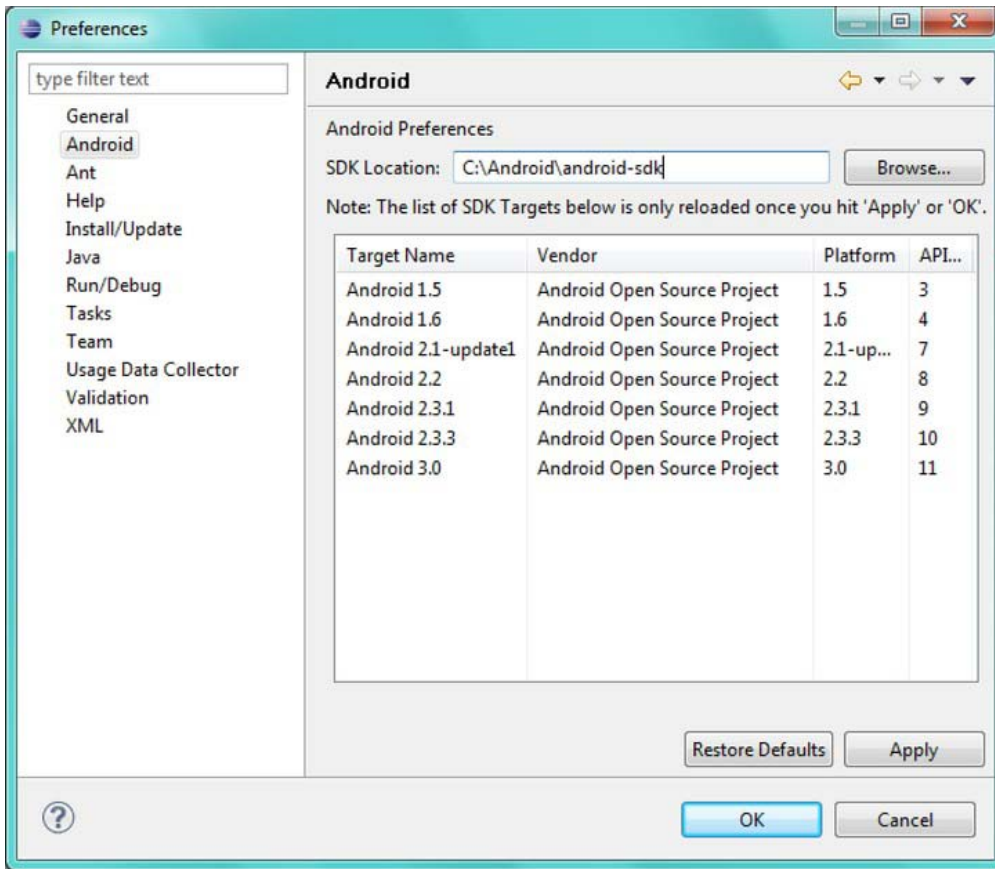 Preferences
type filter text
General
Android
Ant
Help
Install/Update
Java
Run/Debug
Tasks
Team
Usage Data Collector
Validation
XML
Android
Android Preferences
SDK Location: C:\Android\android-sdk Browse...
Note: The list of SDK Targets below is only reloaded once you hit 'Apply' or 'OK'.
Target Name Vendor Platform API...
Android 1.5 Android Open Source Project 1.5 3
Android 1.6 Android Open Source Project 1.6 4
Android 2.1-update1 Android Open Source Project 2.1-up... 7
Android 2.2 Android Open Source Project 2.2 8
Android 2.3.1 Android Open Source Project 2.3.1 9
Android 2.3.3 Android Open Source Project 2.3.3 10
Android 3.0 Android Open Source Project 3.0 11
Restore Defaults Apply
? OK Cancel